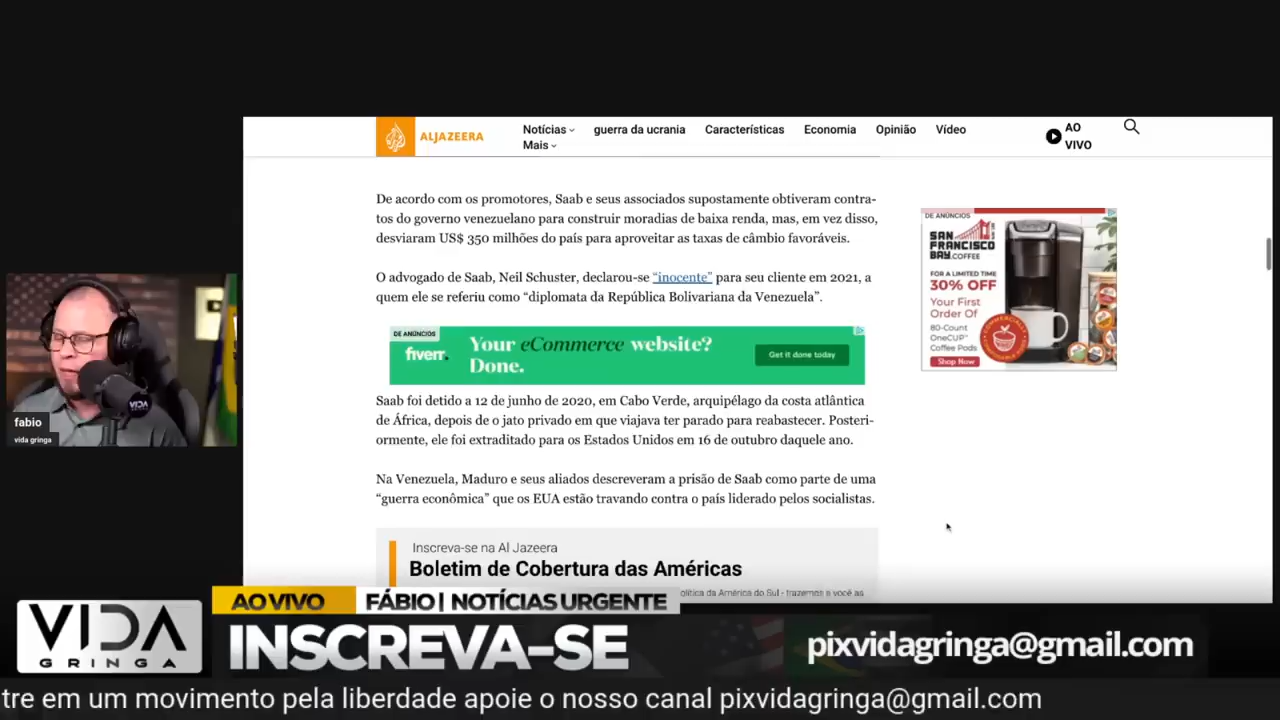 ALJAZEERA
Notícias
guerra da ucrania
Características
Economia
Opinião
Vídeo
Mais
AO
VIVO
De acordo com os promotores, Saab e seus associados supostamente obtiveram contra-
tos do governo venezuelano para construir moradias de baixa renda, mas, em vez disso,
desviaram US$ 350 milhões do país para aproveitar as taxas de câmbio favoráveis.
O advogado de Saab, Neil Schuster, declarou-se “inocente” para seu cliente em 2021, a
quem ele se referiu como “diplomata da República Bolivariana da Venezuela”.
DE ANÚNCIOS
fiverr.
Your eCommerce website?
Done.
Get it done today
Saab foi detido a 12 de junho de 2020, em Cabo Verde, arquipélago da costa atlântica
de África, depois de o jato privado em que viajava ter parado para reabastecer. Posteri-
ormente, ele foi extraditado para os Estados Unidos em 16 de outubro daquele ano.
Na Venezuela, Maduro e seus aliados descreveram a prisão de Saab como parte de uma
“guerra econômica” que os EUA estão travando contra o país liderado pelos socialistas.
Inscreva-se na Al Jazeera
Boletim de Cobertura das Américas
olítica da América do Sul - trazemos a você as
DE ANÚNCIOS
SAN
FRANCISCO
BAY.COFFEE
FOR A LIMITED TIME
30% OFF
Your First
Order Of
80-Count
OneCUP
Coffee Pods
Shop Now
VIDA
fabio
vida gringa
VIDA
GRINGA
AO VIVO
FÁBIO | NOTÍCIAS URGENTE
INSCREVA-SE
pixvidagringa@gmail.com
tre em um movimento pela liberdade apoie o nosso canal pixvidagringa@gmail.com